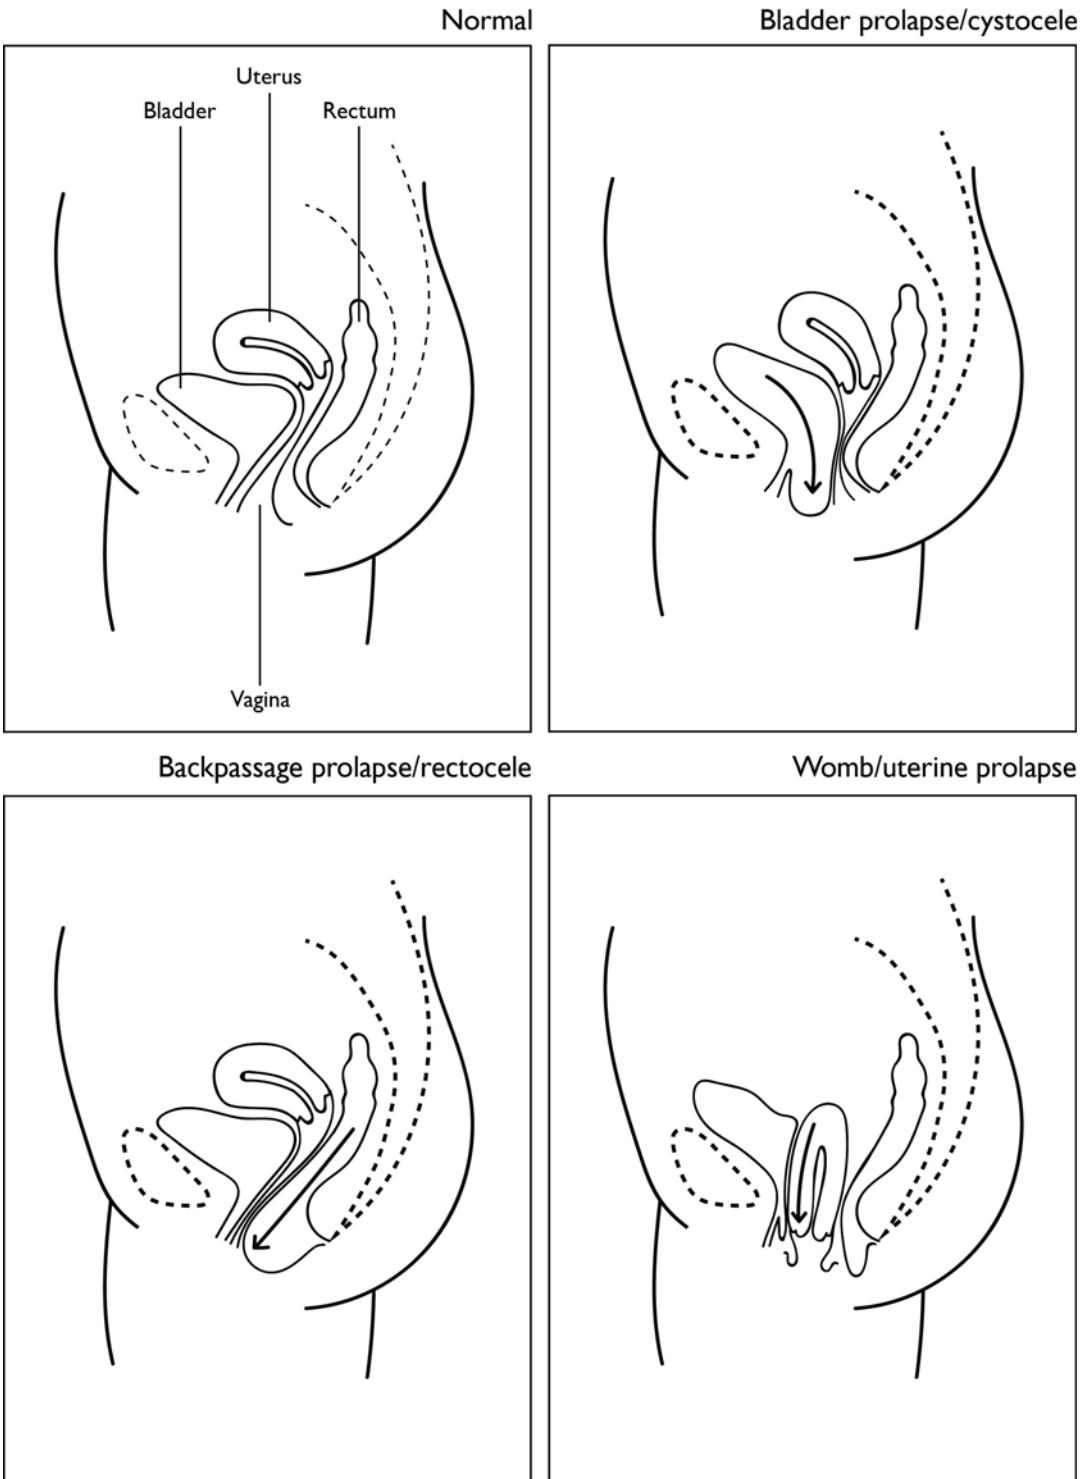 Normal
Bladder prolapse/cystocele
Uterus
Bladder
Rectum
Vagina
Backpassage prolapse/rectocele
Womb/uterine prolapse